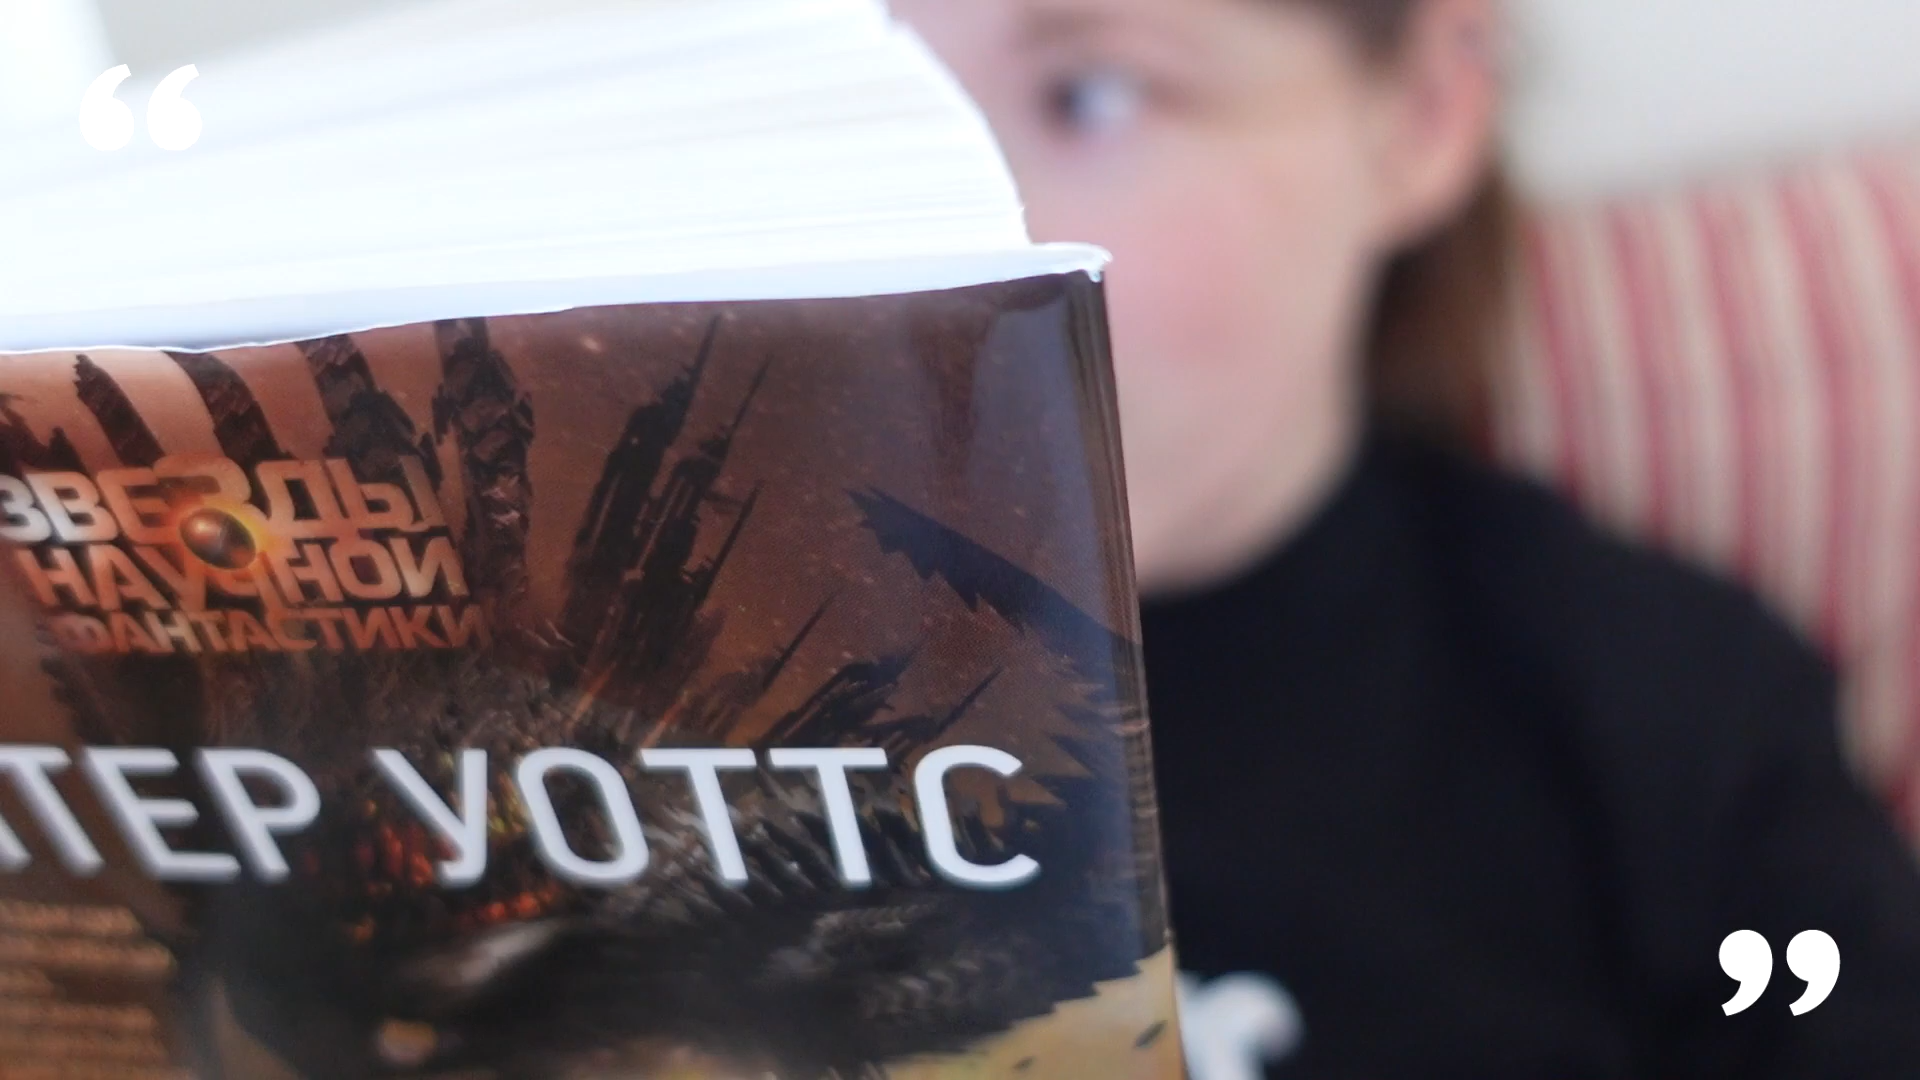 “
ЗВЕЗДЫ
НАУЧНОЙ
ФАНТАСТИКИ
ТЕР УОТТС
”